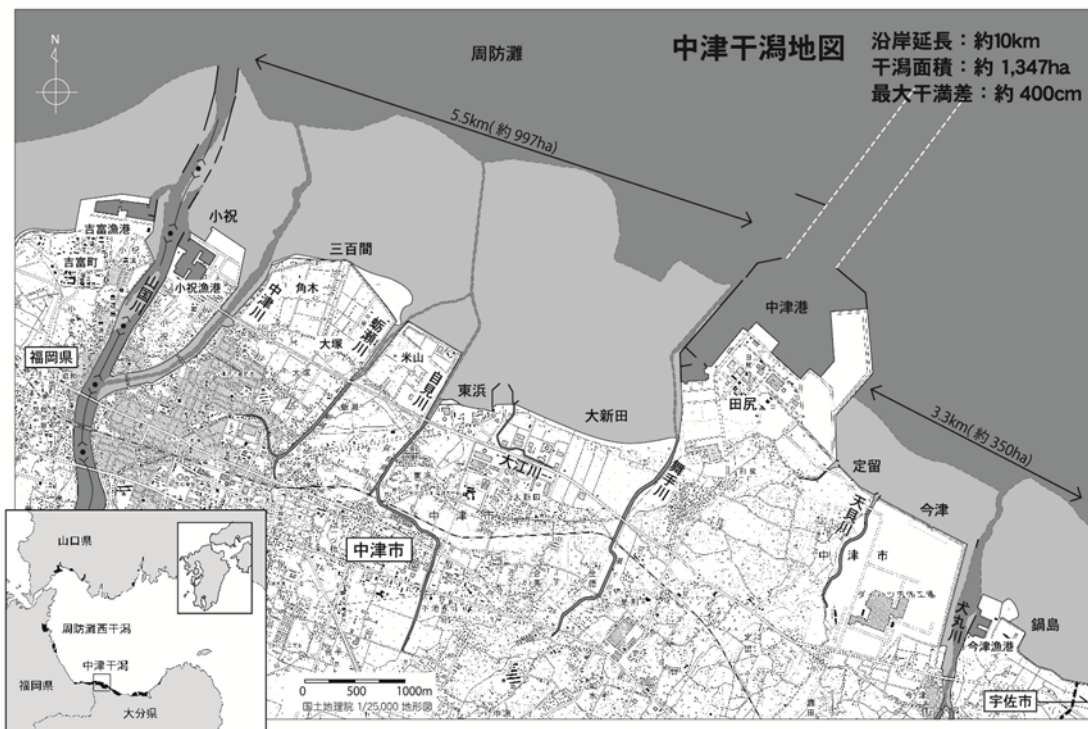 中津干潟地図
沿岸延長：約10km
干潟面積：約 1,347ha
最大干満差：約 400cm
N
周防灘
5.5km( 約 997ha)
小祝
吉富漁港
吉富町
山国川
小祝漁港
三百間
角木
中津川
大塚
蛎瀬川
米山
自見川
東浜
大新田
大江川
舞手川
中津港
田尻
3.3km( 約 350ha)
定留
今津
天貝川
中津市
犬丸川
今津漁港
鍋島
宇佐市
福岡県
中津市
山口県
周防灘西干潟
中津干潟
福岡県
大分県
0 500 1000m
国土地理院 1/25,000 地形図